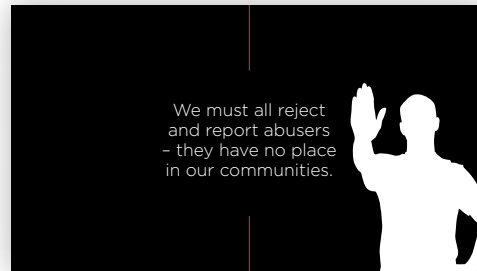 We must all reject
and report abusers
– they have no place
in our communities.